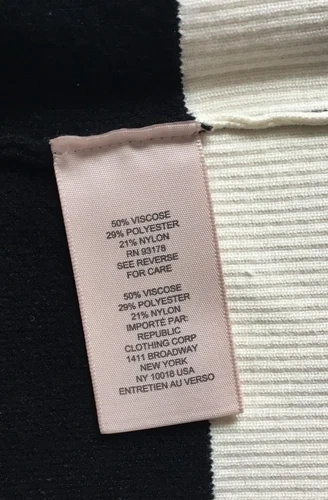 50% VISCOSE
29% POLYESTER
21% NYLON
RN 93178
SEE REVERSE
FOR CARE
50% VISCOSE
29% POLYESTER
21% NYLON
IMPORTÉ PAR:
REPUBLIC
CLOTHING CORP
1411 BROADWAY
NEW YORK
NY 10018 USA
ENTRETIEN AU VERSO